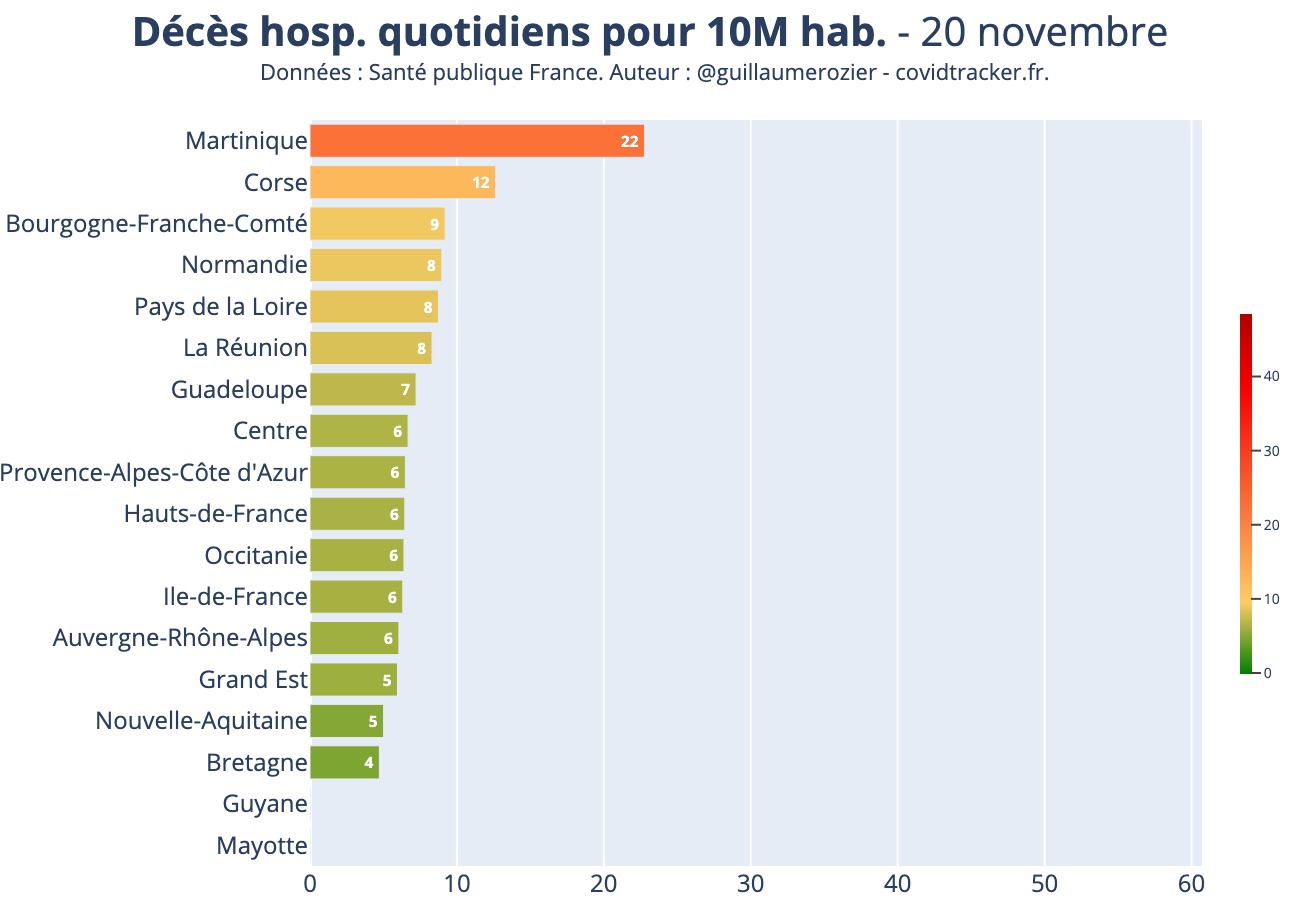 Décès hosp. quotidiens pour 10M hab. - 20 novembre
Données : Santé publique France. Auteur : @guillaumerozier - covidtracker.fr.
Martinique 22
Corse 12
Bourgogne-Franche-Comté 9
Normandie 8
Pays de la Loire 8
La Réunion 8
Guadeloupe 7
Centre 6
Provence-Alpes-Côte d'Azur 6
Hauts-de-France 6
Occitanie 6
Ile-de-France 6
Auvergne-Rhône-Alpes 6
Grand Est 5
Nouvelle-Aquitaine 5
Bretagne 4
Guyane
Mayotte
0 10 20 30 40 50 60
40
30
20
10
0